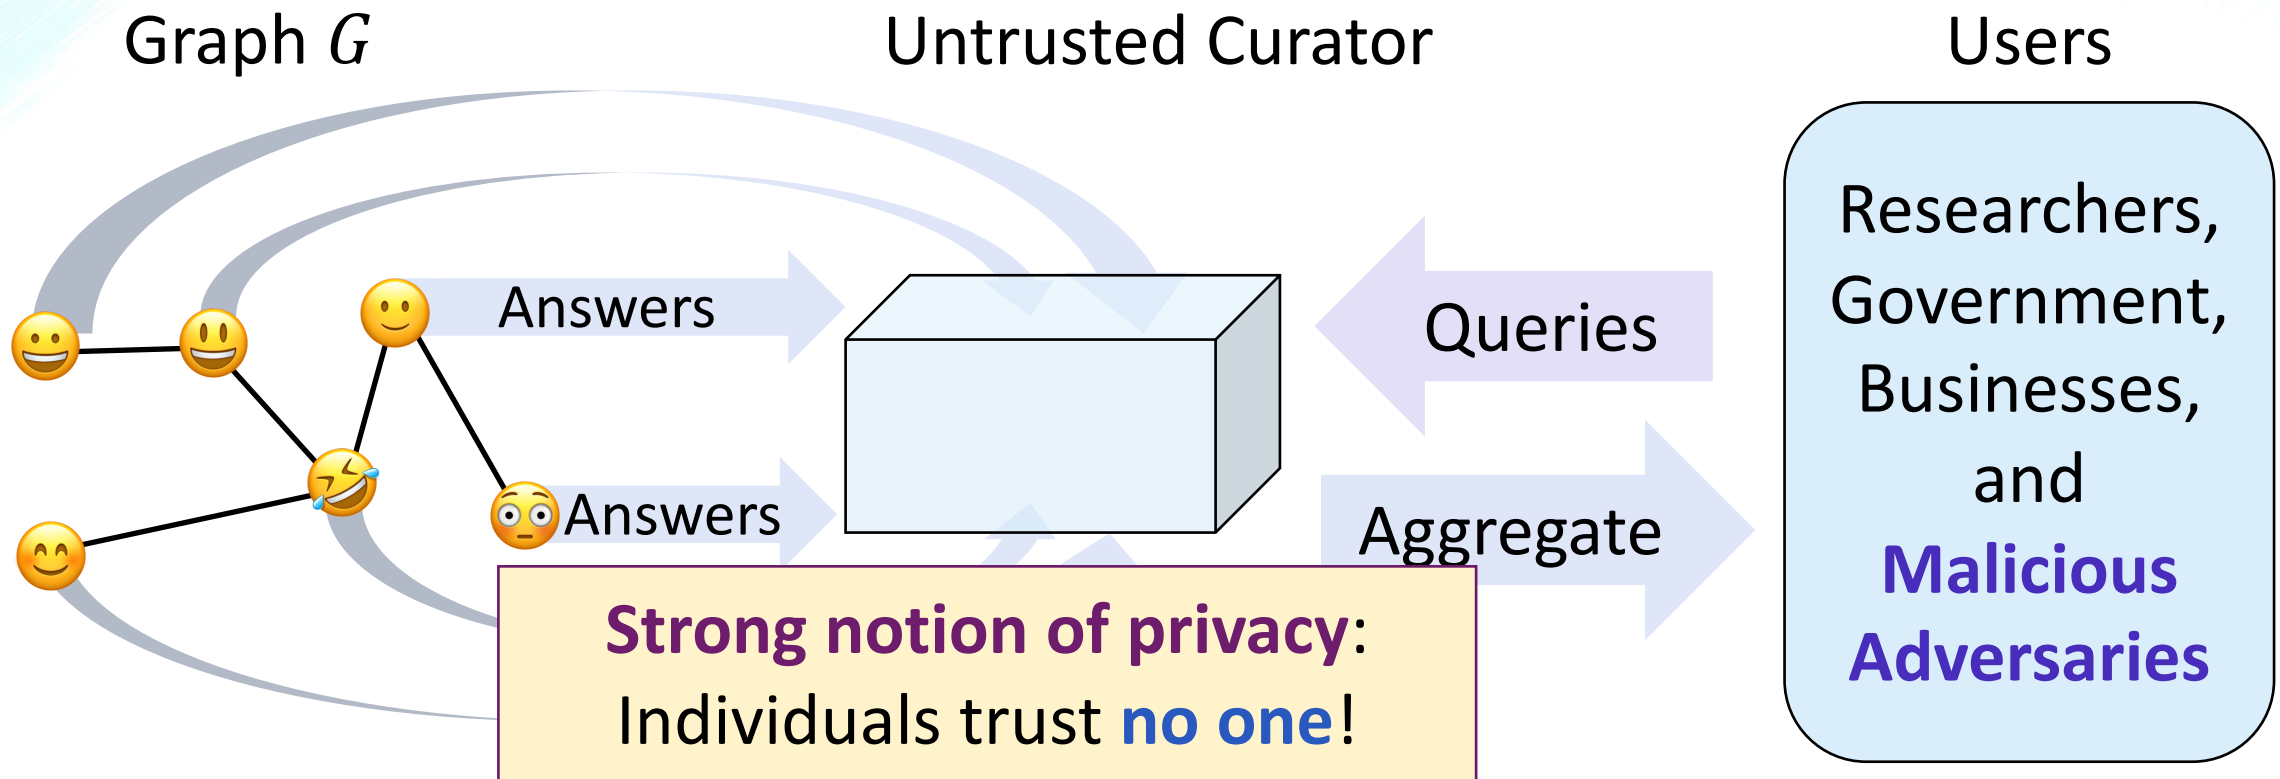 Graph G
Untrusted Curator
Users
Answers
Answers
Queries
Aggregate
Researchers,
Government,
Businesses,
and
Malicious
Adversaries
Strong notion of privacy:
Individuals trust no one!